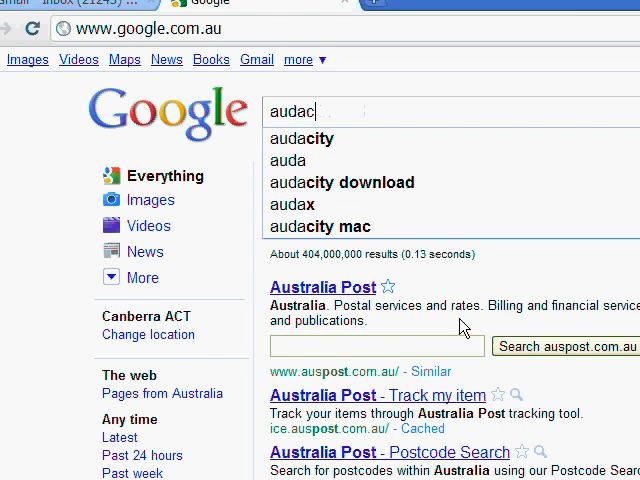 Gmail - Inbox (21243) ...
Google
www.google.com.au
Images Videos Maps News Books Gmail more ▼
Google
audac
audacity
auda
audacity download
audax
audacity mac
Everything
Images
Videos
News
More
Canberra ACT
Change location
The web
Pages from Australia
Any time
Latest
Past 24 hours
Past week
About 404,000,000 results (0.13 seconds)
Australia Post
Australia. Postal services and rates. Billing and financial service
and publications.
Search auspost.com.au
www.auspost.com.au/ - Similar
Australia Post - Track my item
Track your items through Australia Post tracking tool.
ice.auspost.com.au/ - Cached
Australia Post - Postcode Search
Search for postcodes within Australia using our Postcode Sear